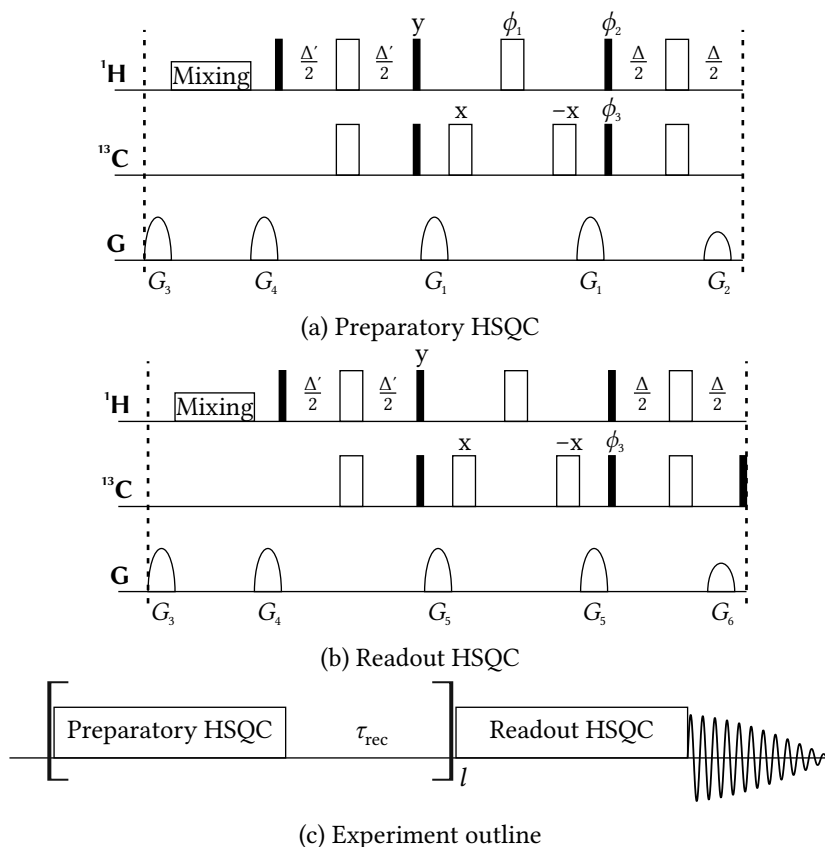 y ϕ₁ ϕ₂
¹H Mixing Δ′/2 Δ′/2 Δ/2 Δ/2
x −x ϕ₃
¹³C
G
G₃ G₄ G₁ G₁ G₂
(a) Preparatory HSQC
y
¹H Mixing Δ′/2 Δ′/2 Δ/2 Δ/2
x −x ϕ₃
¹³C
G
G₃ G₄ G₅ G₅ G₆
(b) Readout HSQC
Preparatory HSQC τrec Readout HSQC
l
(c) Experiment outline